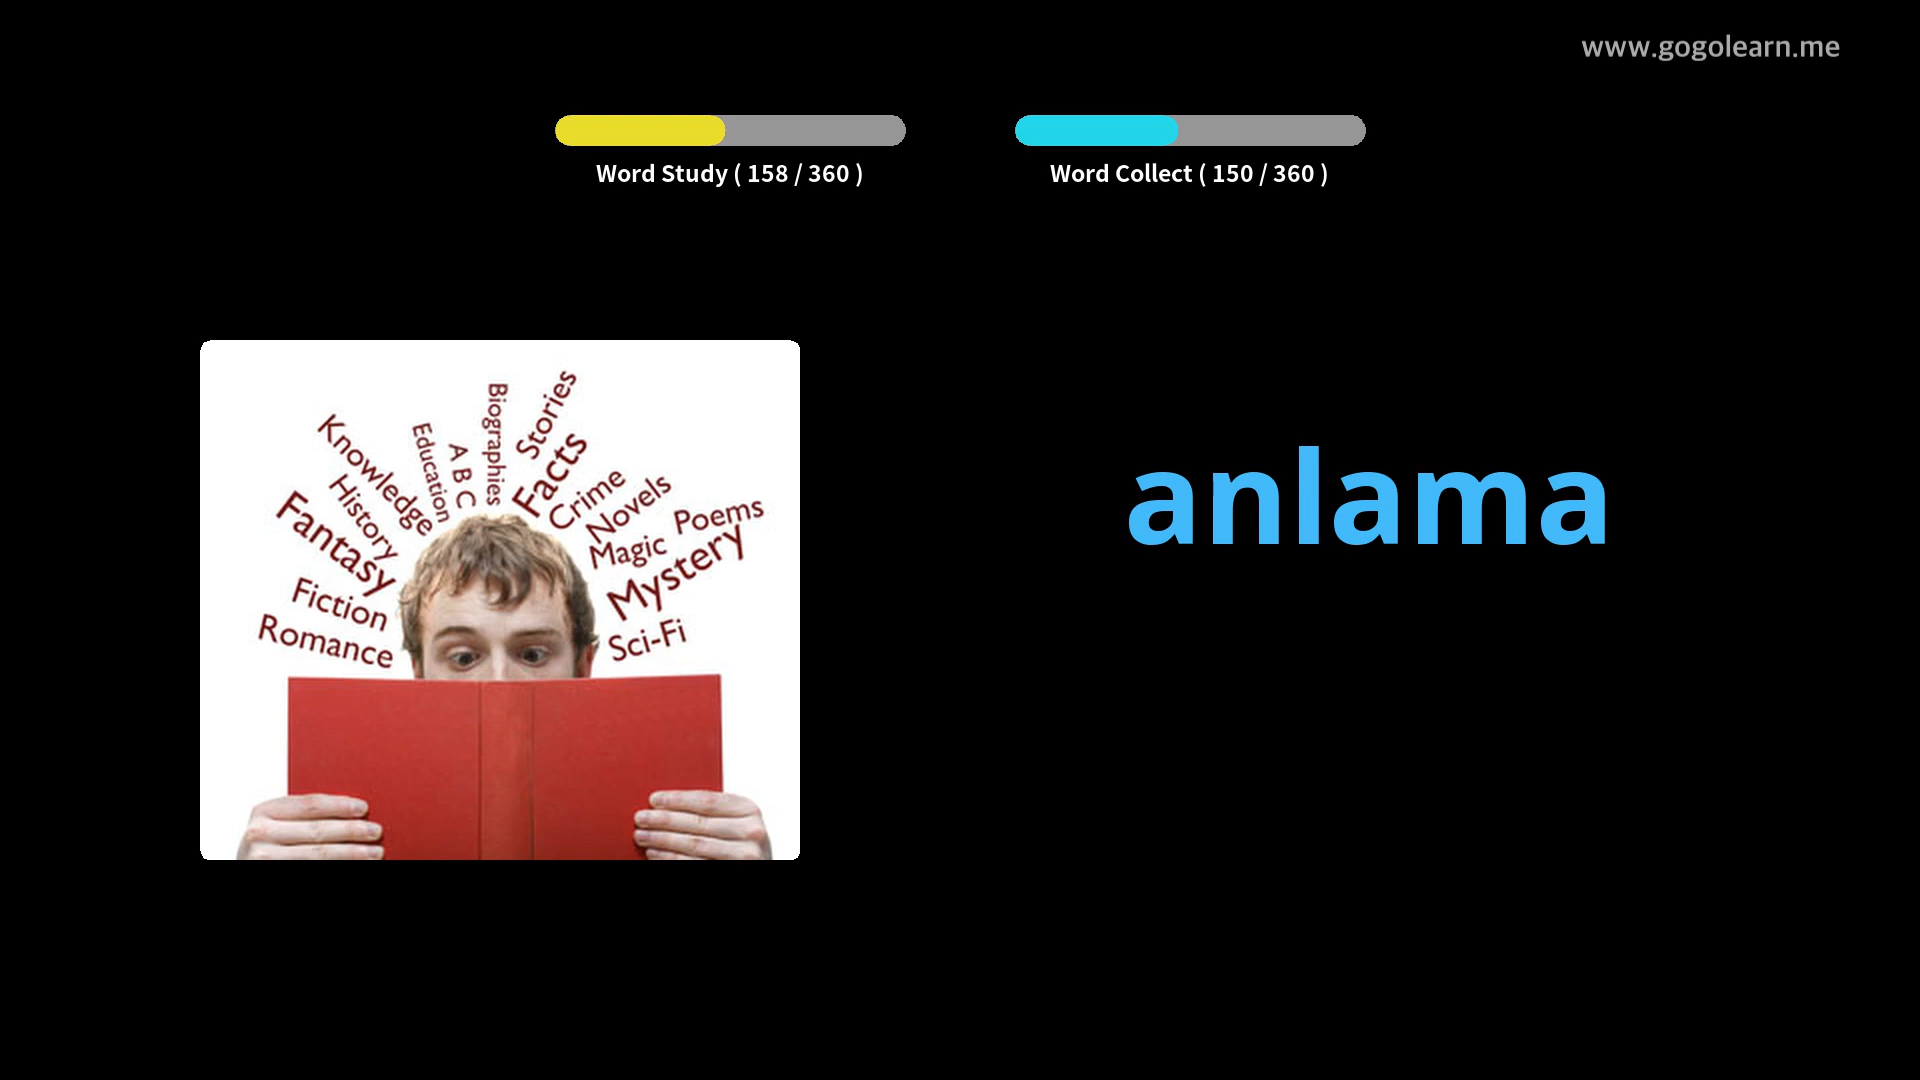 www.gogolearn.me
Word Study ( 158 / 360 )
Word Collect ( 150 / 360 )
anlama
Stories
Biographies
Facts
Knowledge
Education
A B C
Crime
Novels
History
Poems
Fantasy
Magic
Mystery
Fiction
Romance
Sci-Fi